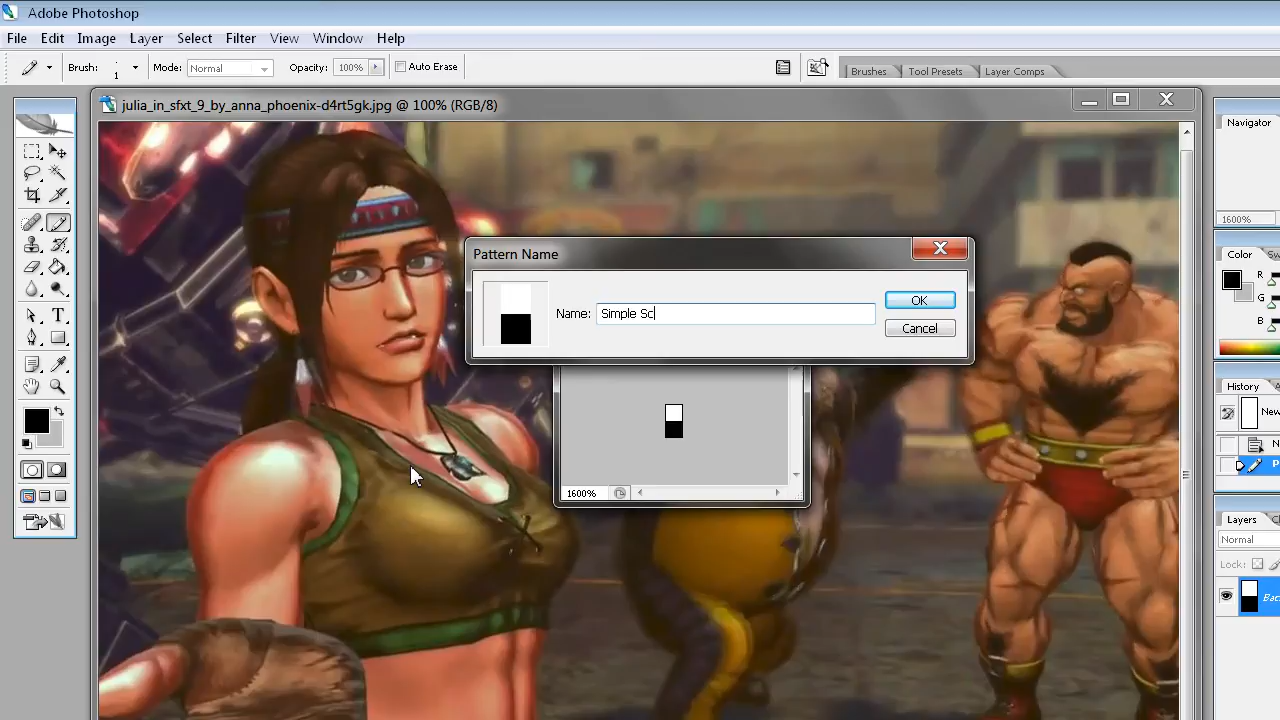 Adobe Photoshop
File Edit Image Layer Select Filter View Window Help
Brush: 1 Mode: Normal Opacity: 100% Auto Erase Brushes Tool Presets Layer Comps
julia_in_sfxt_9_by_anna_phoenix-d4rt5gk.jpg @ 100% (RGB/8)
Navigator
1600%
Color
R
G
B
Pattern Name
Name: Simple Sc OK
Cancel
1600%
History
New
Layers
Normal
Lock: